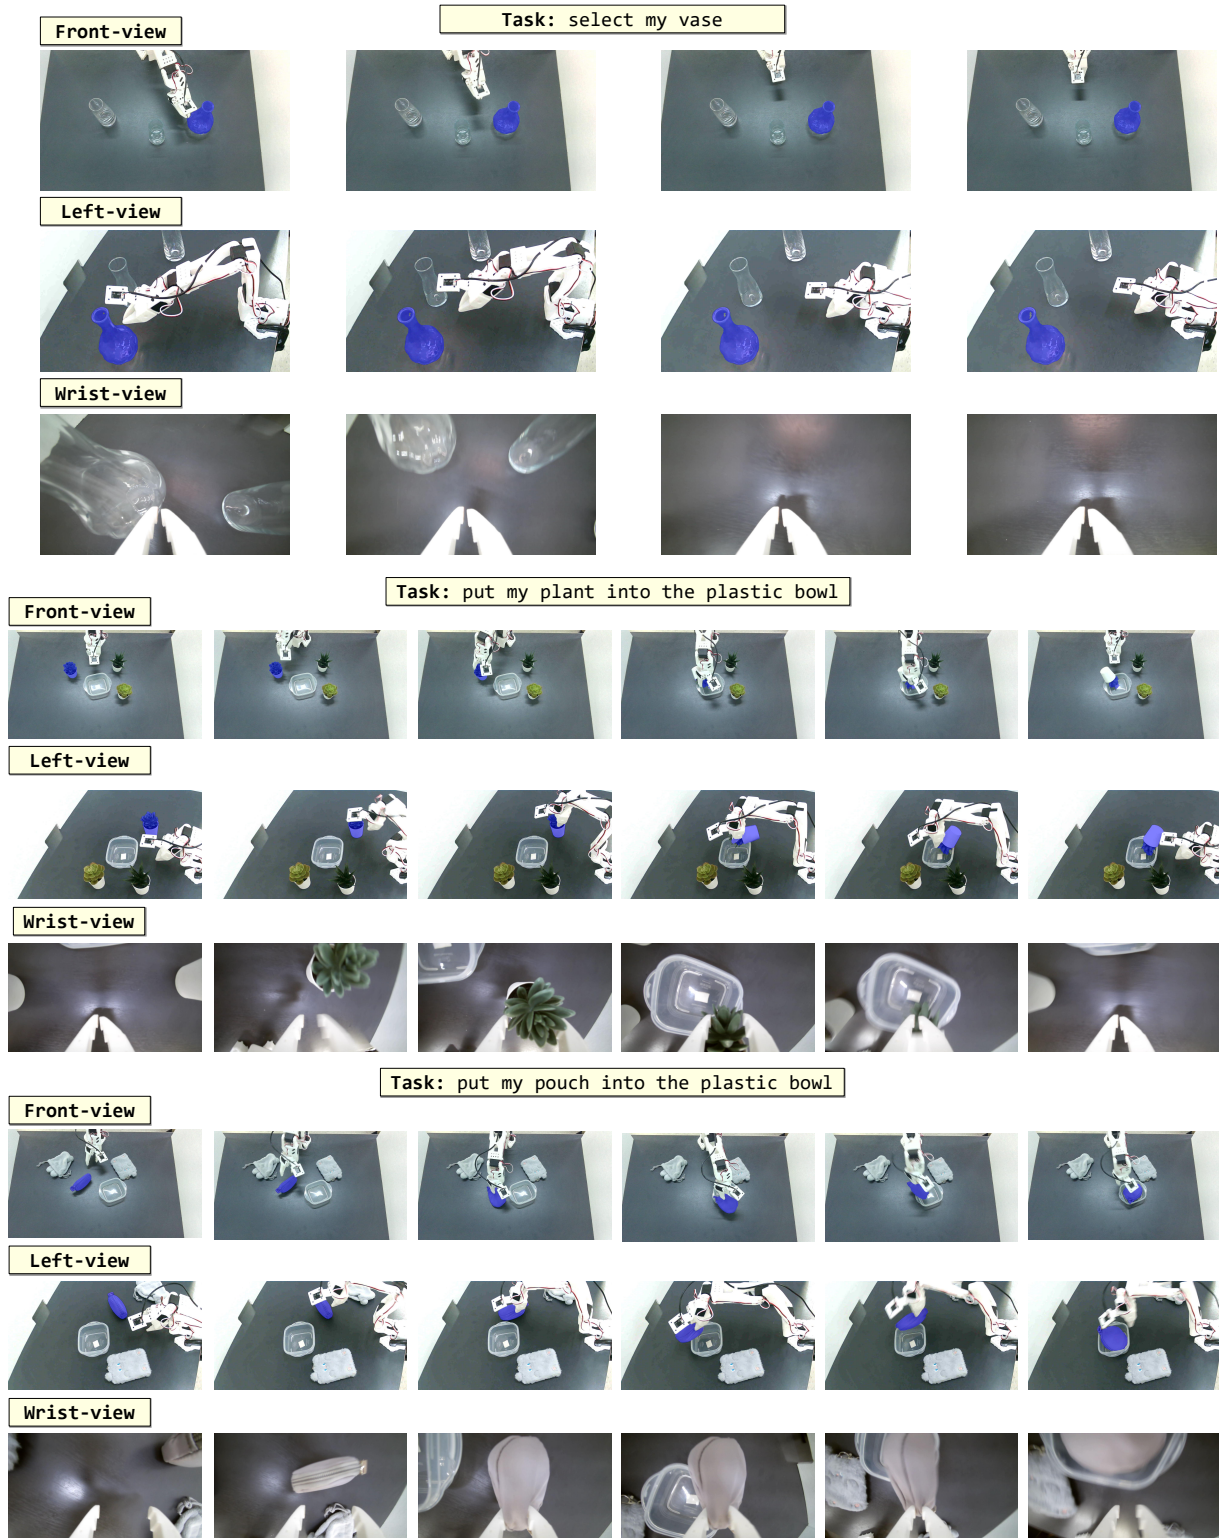 Task: select my vase
Front-view
Left-view
Wrist-view
Task: put my plant into the plastic bowl
Front-view
Left-view
Wrist-view
Task: put my pouch into the plastic bowl
Front-view
Left-view
Wrist-view